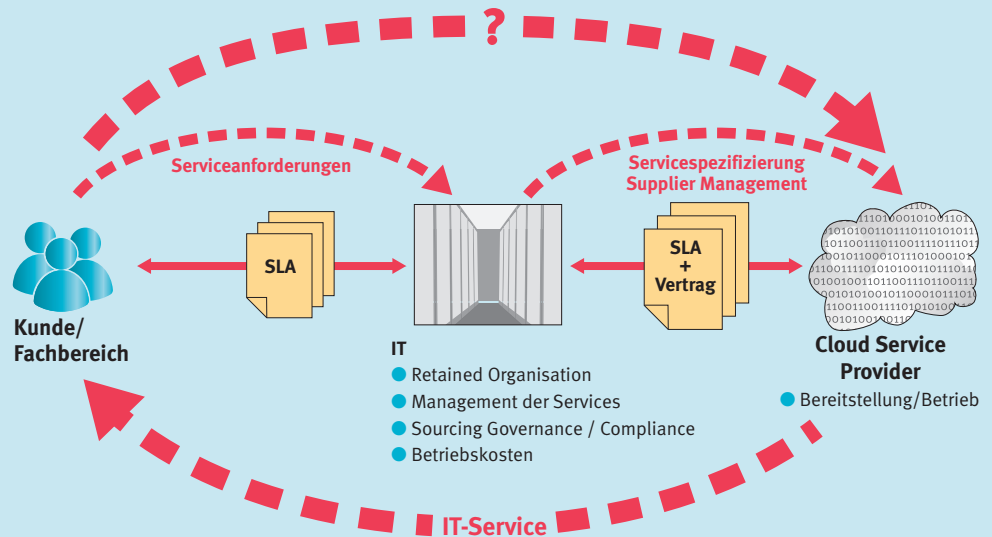 ?
Serviceanforderungen
Servicespezifizierung
Supplier Management
SLA
SLA
+
Vertrag
Kunde/
Fachbereich
IT
Retained Organisation
Management der Services
Sourcing Governance / Compliance
Betriebskosten
Cloud Service
Provider
Bereitstellung/Betrieb
IT-Service